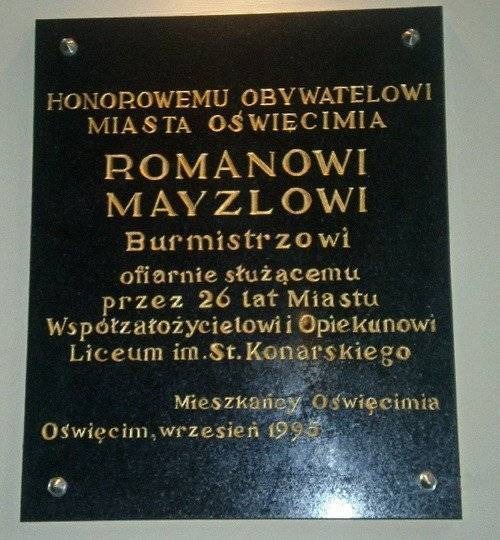 HONOROWEMU OBYWATELOWI
MIASTA OŚWIĘCIMIA
ROMANOWI
MAYZLOWI
Burmistrzowi
ofiarnie służącemu
przez 26 lat Miastu
Współzałożycielowi i Opiekunowi
Liceum im. St. Konarskiego
Mieszkańcy Oświęcimia
Oświęcim, wrzesień